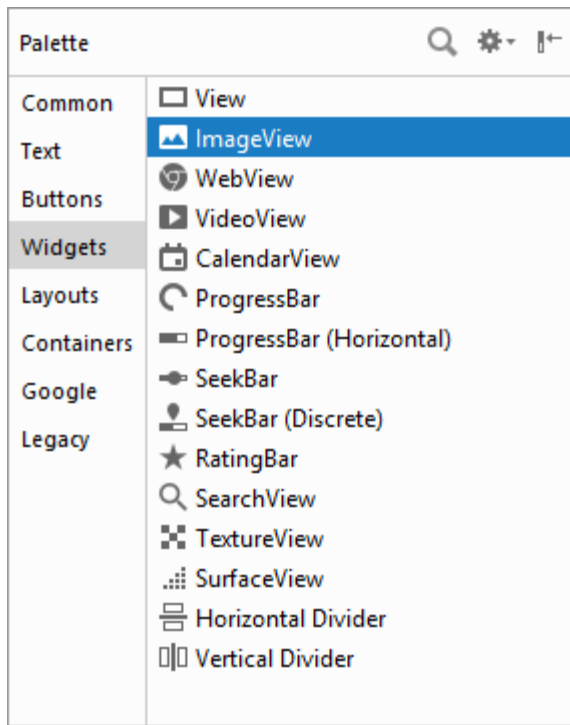 Palette
Common
Text
Buttons
Widgets
Layouts
Containers
Google
Legacy
View
ImageView
WebView
VideoView
CalendarView
ProgressBar
ProgressBar (Horizontal)
SeekBar
SeekBar (Discrete)
RatingBar
SearchView
TextureView
SurfaceView
Horizontal Divider
Vertical Divider